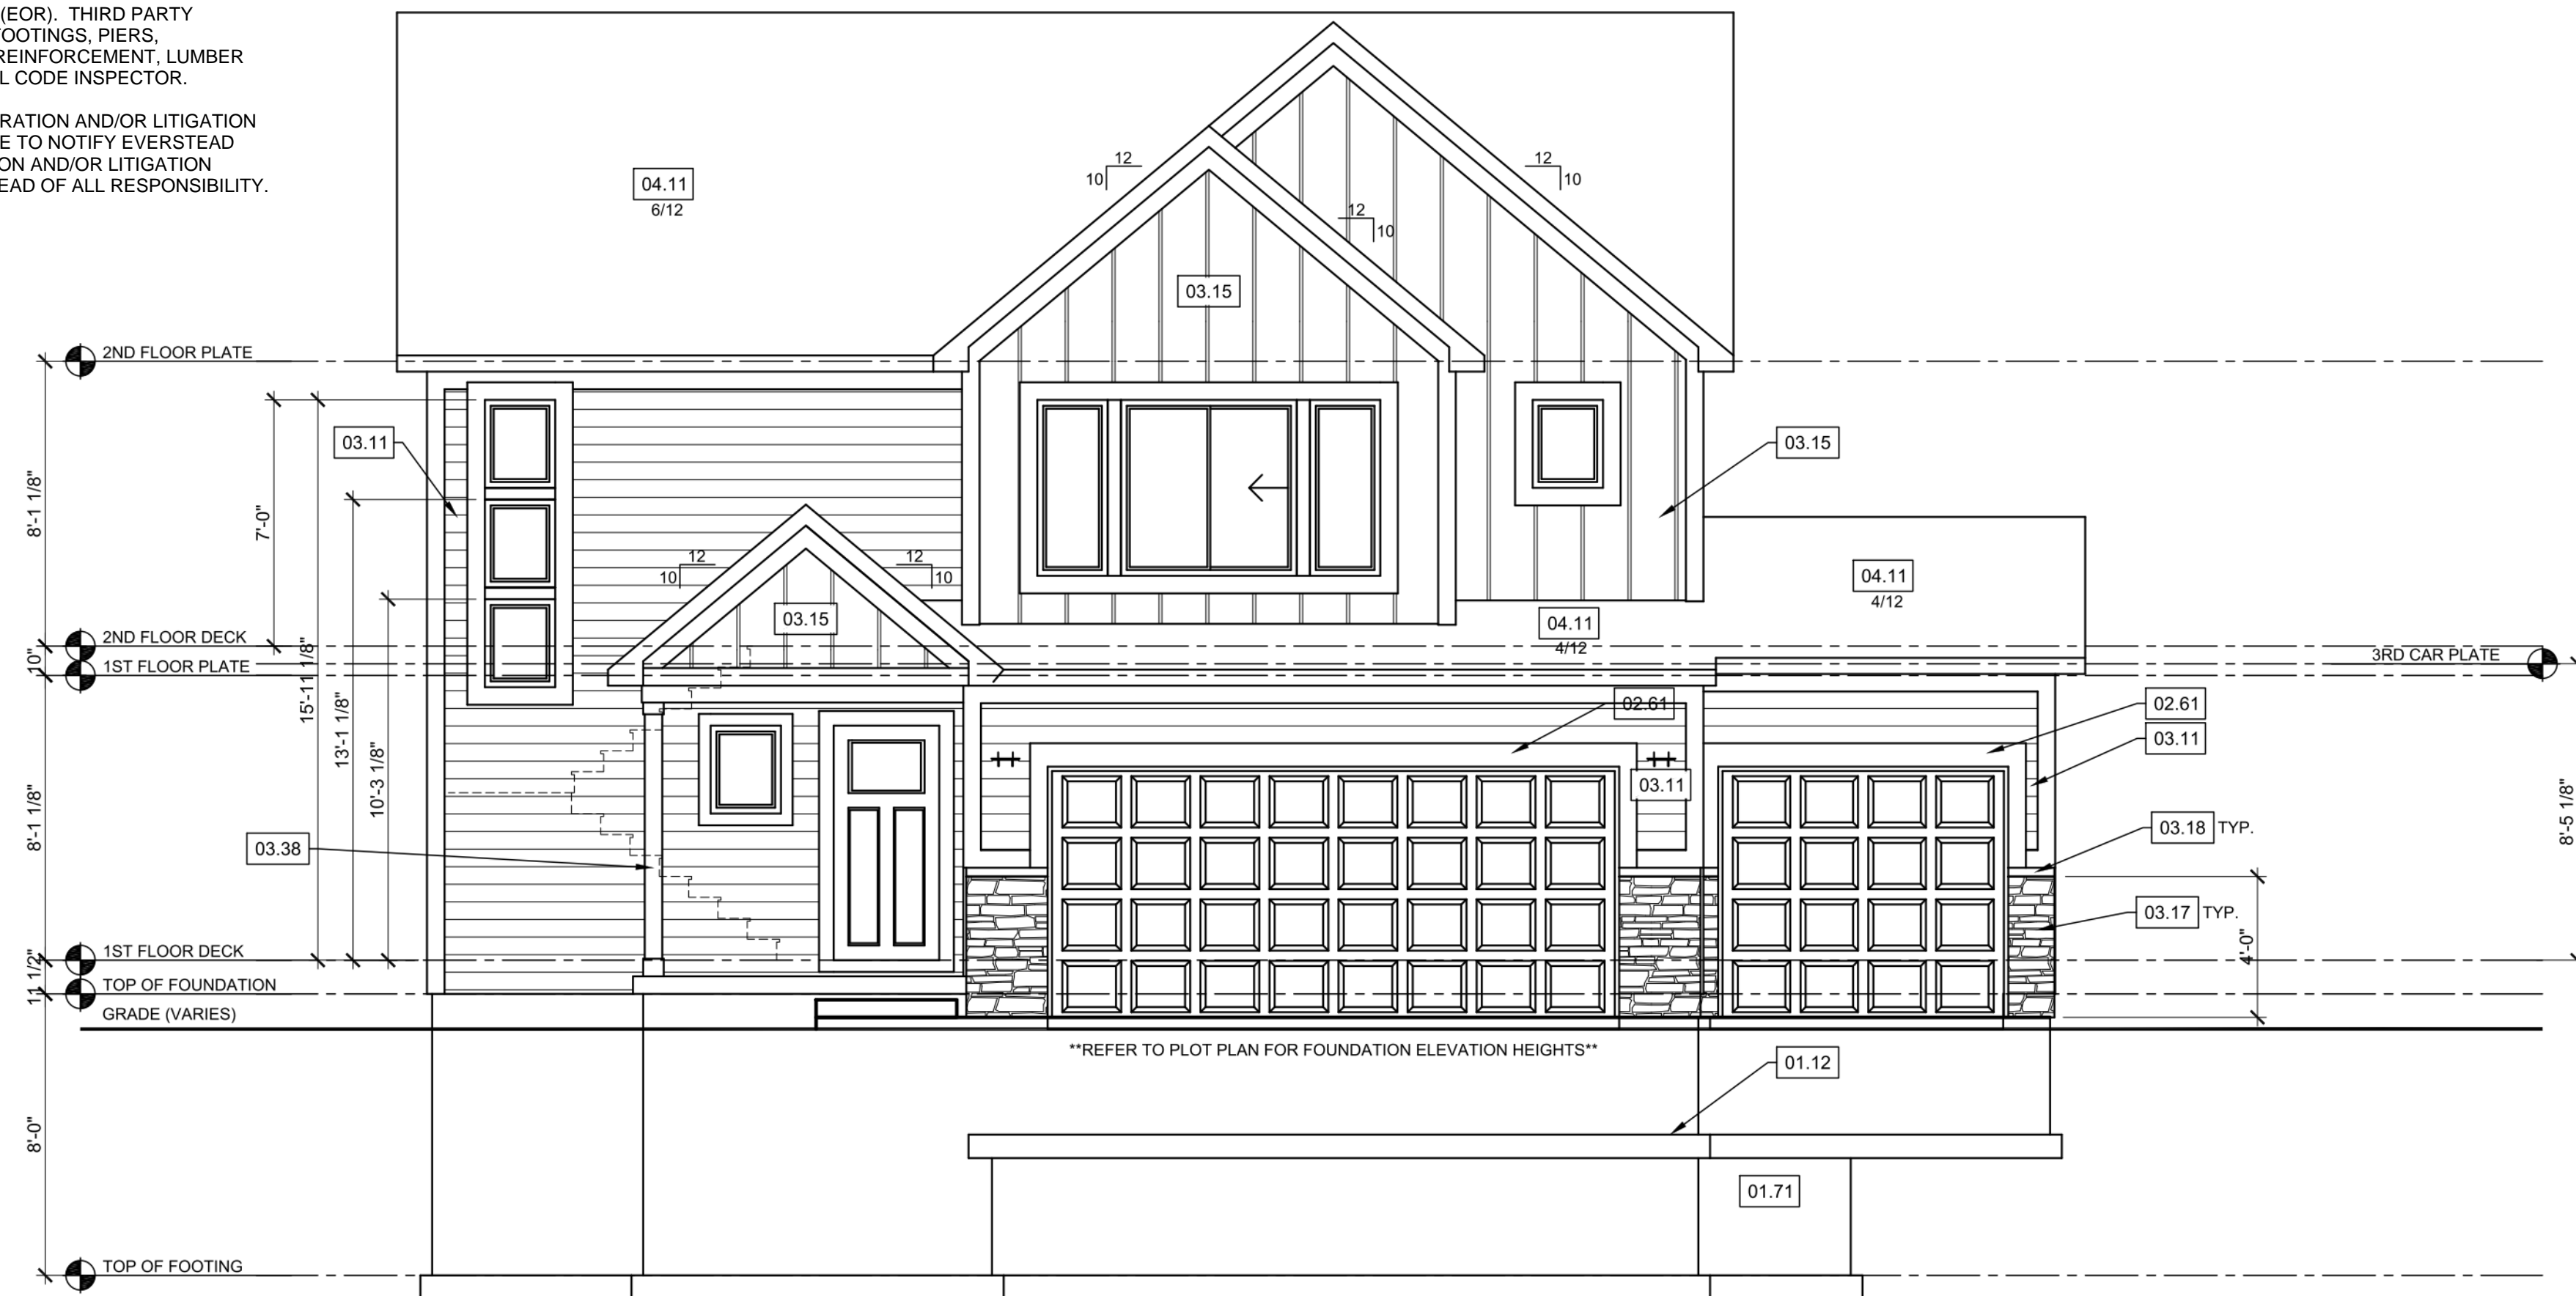 (EOR).  THIRD PARTY
FOOTINGS, PIERS,
REINFORCEMENT, LUMBER
L CODE INSPECTOR.
RATION AND/OR LITIGATION
E TO NOTIFY EVERSTEAD
ION AND/OR LITIGATION
EAD OF ALL RESPONSIBILITY.
04.11
6/12
12
10
12
10
12
10
03.15
2ND FLOOR PLATE
03.11
03.15
8'-1 1/8"
7'-0"
12
10
12
10
03.15
04.11
4/12
04.11
4/12
2ND FLOOR DECK
10"
1ST FLOOR PLATE
3RD CAR PLATE
15'-11 1/8"
13'-1 1/8"
10'-3 1/8"
02.61
02.61
03.11
03.11
8'-1 1/8"
03.38
03.18 TYP.
03.17 TYP.
8'-5 1/8"
4'-0"
1ST FLOOR DECK
11 1/2"
TOP OF FOUNDATION
GRADE (VARIES)
**REFER TO PLOT PLAN FOR FOUNDATION ELEVATION HEIGHTS**
01.12
8'-0"
01.71
TOP OF FOOTING